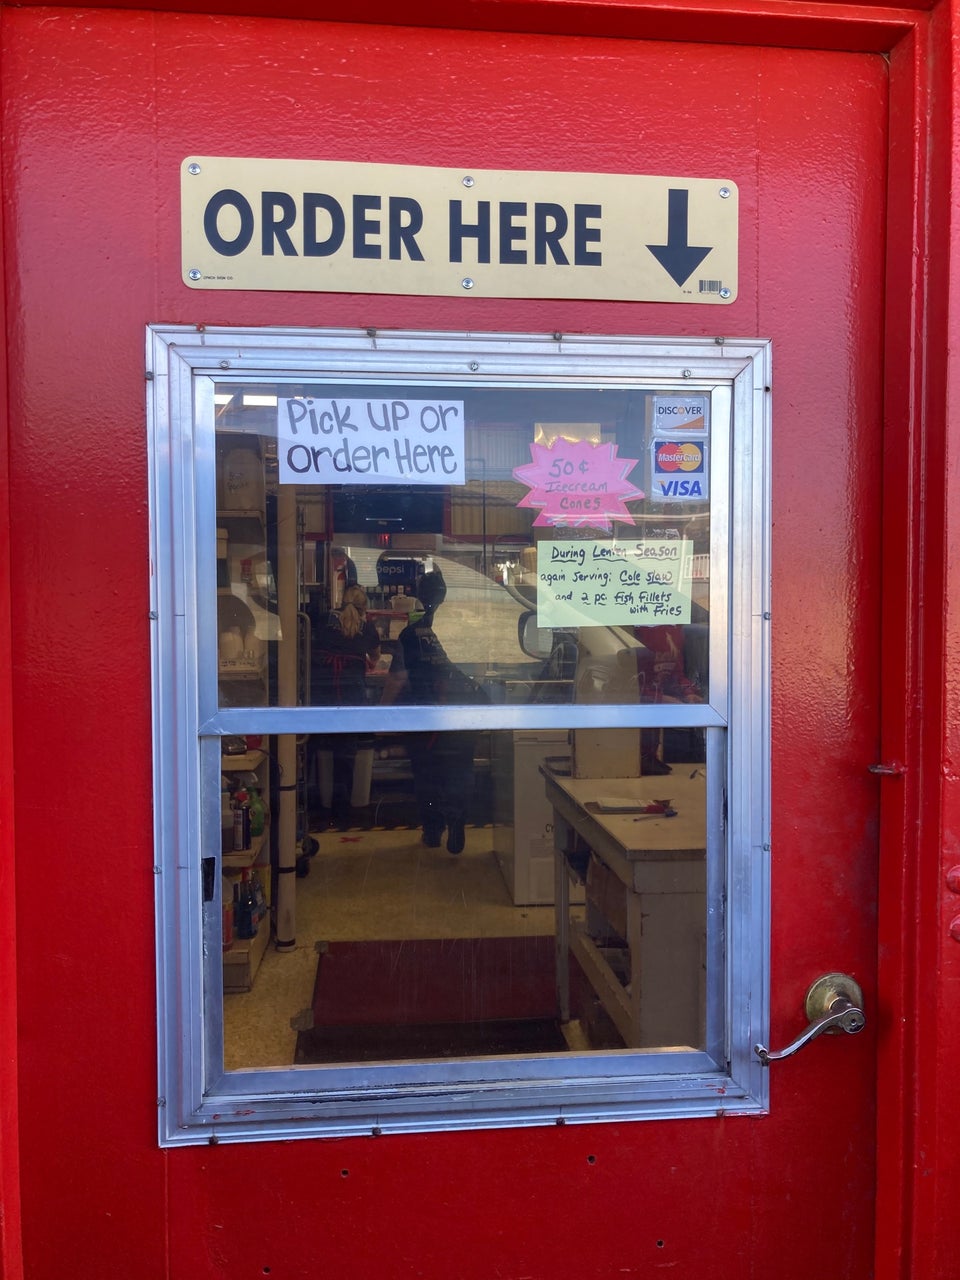 ORDER HERE
Pick UP or
order Here
DISCOVER
MasterCard
VISA
50¢
Icecream
Cones
During Lenten Season
again serving: Cole slaw
and 2 pc fish fillets
with Fries
pepsi